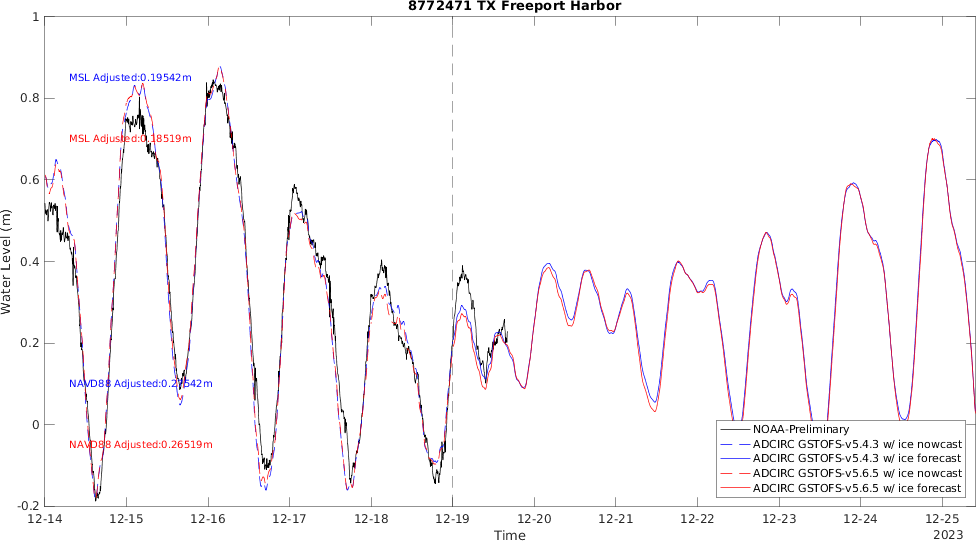 8772471 TX Freeport Harbor
1
0.8
0.6
0.4
0.2
0
-0.2
Water Level (m)
MSL Adjusted:0.19542m
MSL Adjusted:0.18519m
NAVD88 Adjusted:0.27542m
NAVD88 Adjusted:0.26519m
NOAA-Preliminary
ADCIRC GSTOFS-v5.4.3 w/ ice nowcast
ADCIRC GSTOFS-v5.4.3 w/ ice forecast
ADCIRC GSTOFS-v5.6.5 w/ ice nowcast
ADCIRC GSTOFS-v5.6.5 w/ ice forecast
12-14 12-15 12-16 12-17 12-18 12-19 12-20 12-21 12-22 12-23 12-24 12-25
Time
2023